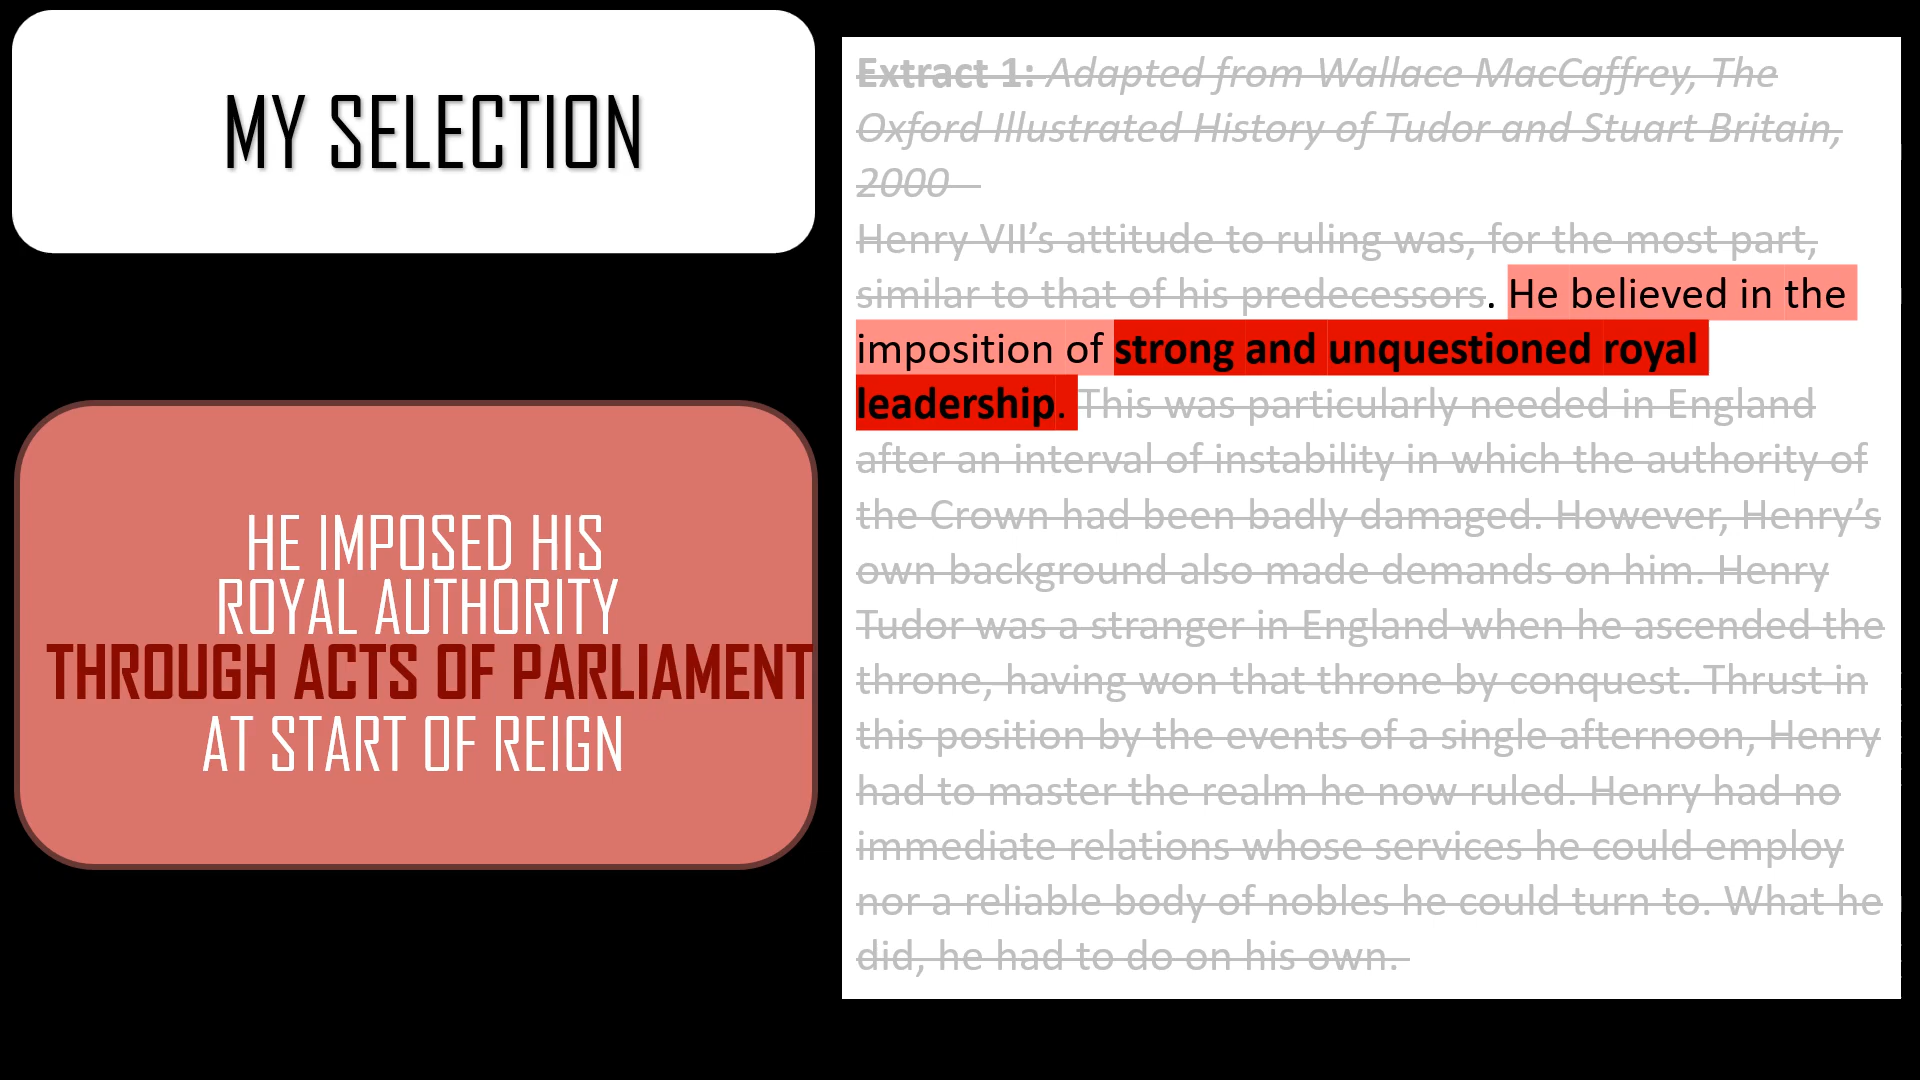 MY SELECTION
HE IMPOSED HIS
ROYAL AUTHORITY
THROUGH ACTS OF PARLIAMENT
AT START OF REIGN
Extract 1: Adapted from Wallace MacCaffrey, The
Oxford Illustrated History of Tudor and Stuart Britain,
2000
Henry VII’s attitude to ruling was, for the most part,
similar to that of his predecessors. He believed in the
imposition of strong and unquestioned royal
leadership. This was particularly needed in England
after an interval of instability in which the authority of
the Crown had been badly damaged. However, Henry’s
own background also made demands on him. Henry
Tudor was a stranger in England when he ascended the
throne, having won that throne by conquest. Thrust in
this position by the events of a single afternoon, Henry
had to master the realm he now ruled. Henry had no
immediate relations whose services he could employ
nor a reliable body of nobles he could turn to. What he
did, he had to do on his own.